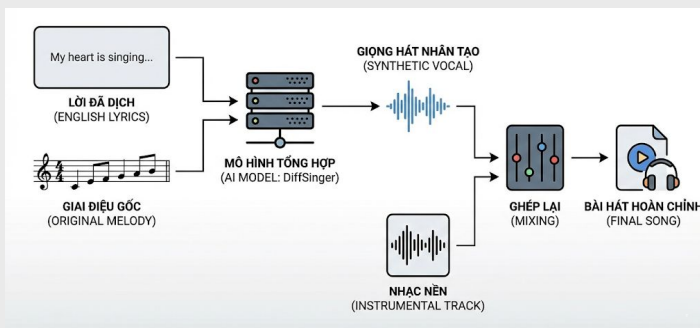 My heart is singing...
LỜI ĐÃ DỊCH
(ENGLISH LYRICS)
4
4
GIAI ĐIỆU GỐC
(ORIGINAL MELODY)
MÔ HÌNH TỔNG HỢP
(AI MODEL: DiffSinger)
GIỌNG HÁT NHÂN TẠO
(SYNTHETIC VOCAL)
NHẠC NỀN
(INSTRUMENTAL TRACK)
GHÉP LẠI
(MIXING)
BÀI HÁT HOÀN CHỈNH
(FINAL SONG)